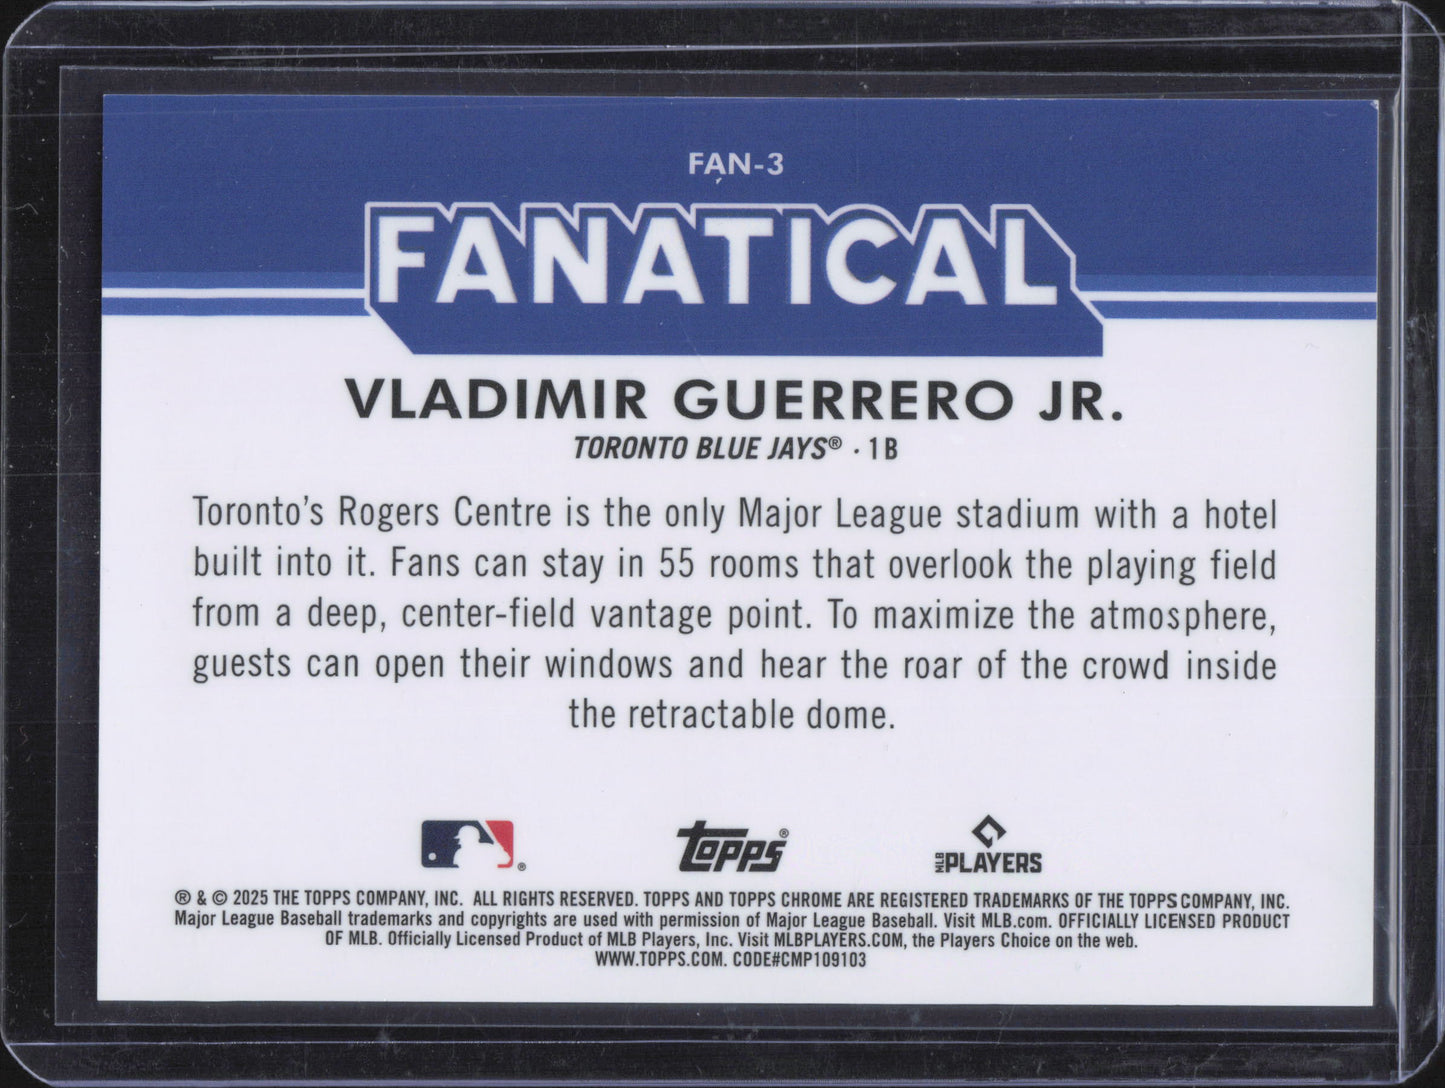 FAN-3
FANATICAL
VLADIMIR GUERRERO JR.
TORONTO BLUE JAYS® · 1B
Toronto's Rogers Centre is the only Major League stadium with a hotel
built into it. Fans can stay in 55 rooms that overlook the playing field
from a deep, center-field vantage point. To maximize the atmosphere,
guests can open their windows and hear the roar of the crowd inside
the retractable dome.
® topps® MLB PLAYERS
® & © 2025 THE TOPPS COMPANY, INC. ALL RIGHTS RESERVED. TOPPS AND TOPPS CHROME ARE REGISTERED TRADEMARKS OF THE TOPPS COMPANY, INC.
Major League Baseball trademarks and copyrights are used with permission of Major League Baseball. Visit MLB.com. OFFICIALLY LICENSED PRODUCT
OF MLB. Officially Licensed Product of MLB Players, Inc. Visit MLBPLAYERS.COM, the Players Choice on the web.
WWW.TOPPS.COM. CODE#CMP109103